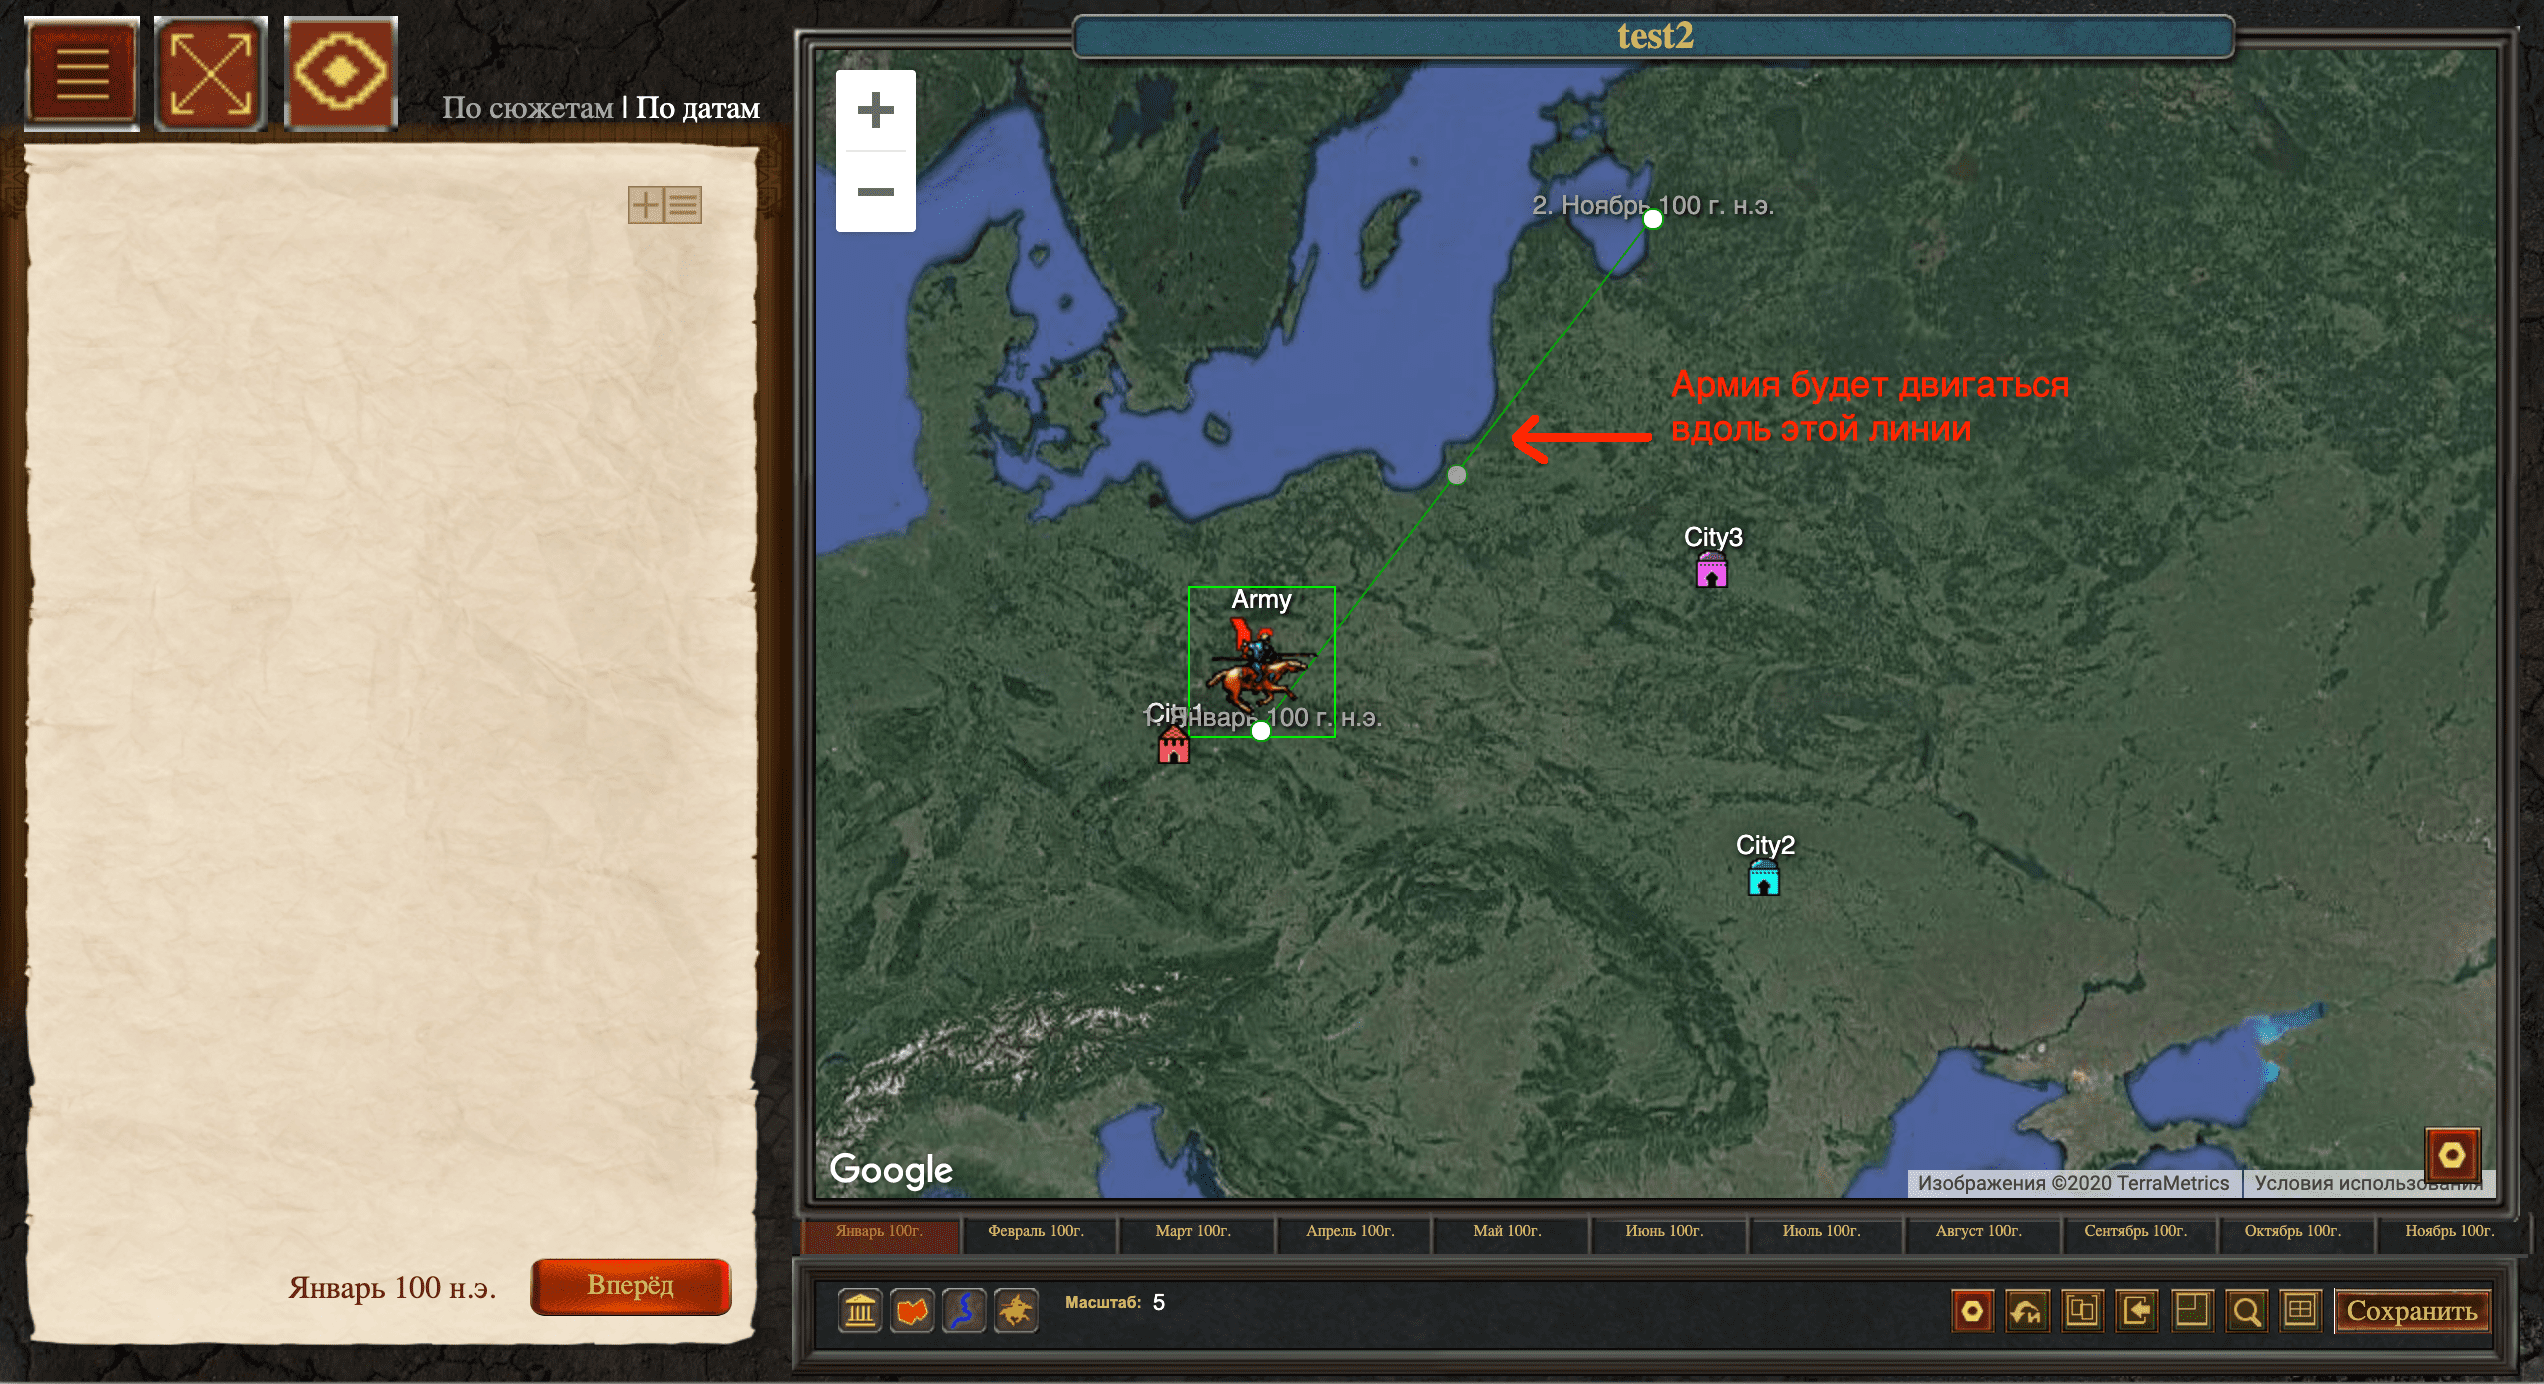 test2
По сюжетам | По датам
2. Ноябрь 100 г. н.э.
Армия будет двигаться
вдоль этой линии
City3
Army
City1
1. Январь 100 г. н.э.
City2
Google
Изображения ©2020 TerraMetrics
Условия использования
Январь 100г.
Февраль 100г.
Март 100г.
Апрель 100г.
Май 100г.
Июнь 100г.
Июль 100г.
Август 100г.
Сентябрь 100г.
Октябрь 100г.
Ноябрь 100г.
Январь 100 н.э.
Вперёд
Масштаб: 5
Сохранить